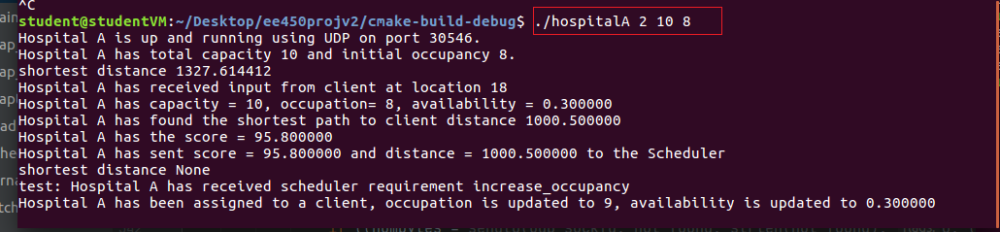 ^C
student@studentVM:~/Desktop/ee450projv2/cmake-build-debug$ ./hospitalA 2 10 8
Hospital A is up and running using UDP on port 30546.
Hospital A has total capacity 10 and initial occupancy 8.
shortest distance 1327.614412
Hospital A has received input from client at location 18
Hospital A has capacity = 10, occupation= 8, availability = 0.300000
Hospital A has found the shortest path to client distance 1000.500000
Hospital A has the score = 95.800000
Hospital A has sent score = 95.800000 and distance = 1000.500000 to the Scheduler
shortest distance None
test: Hospital A has received scheduler requirement increase_occupancy
Hospital A has been assigned to a client, occupation is updated to 9, availability is updated to 0.300000